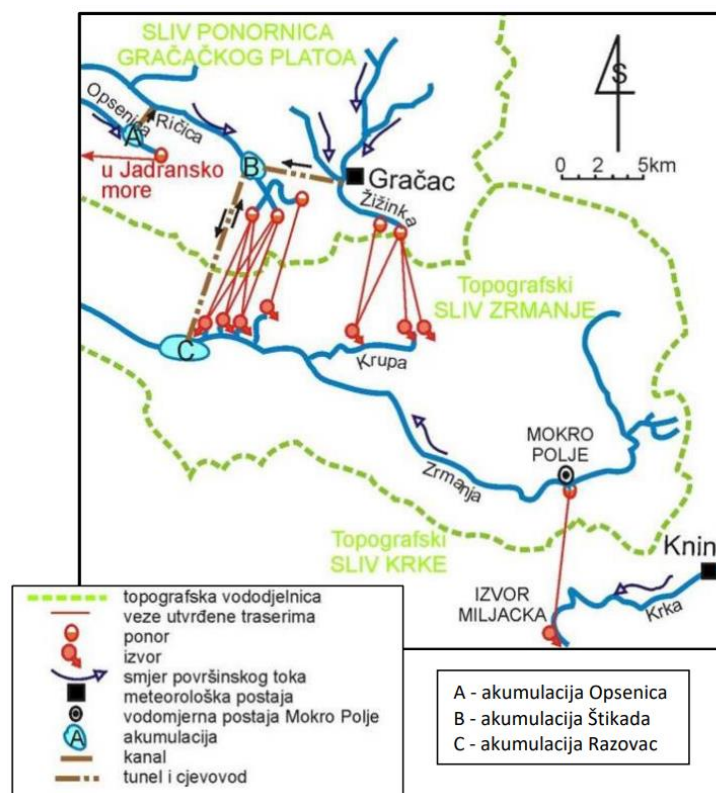 SLIV PONORNICA
GRAČAČKOG PLATOA
S
Opsenica
Ričica
A
B
u Jadransko
more
Gračac
0 2 5km
Žižinka
Topografski
SLIV ZRMANJE
C
Krupa
MOKRO
POLJE
Zrmanja
Topografski
SLIV KRKE
Knin
IZVOR
MILJACKA
Krka
topografska vododjelnica
veze utvrđene traserima
ponor
izvor
smjer površinskog toka
meteorološka postaja
vodomjerna postaja Mokro Polje
A akumulacija
kanal
tunel i cjevovod
A - akumulacija Opsenica
B - akumulacija Štikada
C - akumulacija Razovac